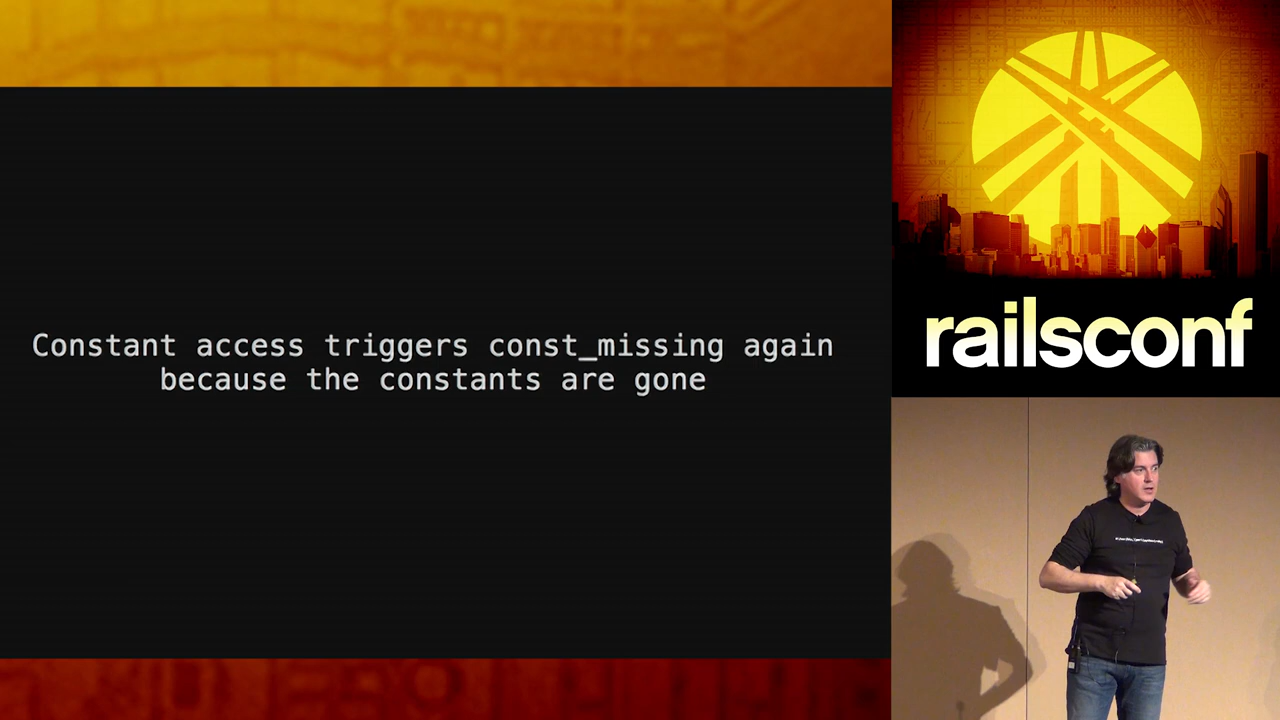 Constant access triggers const_missing again
because the constants are gone
railsconf